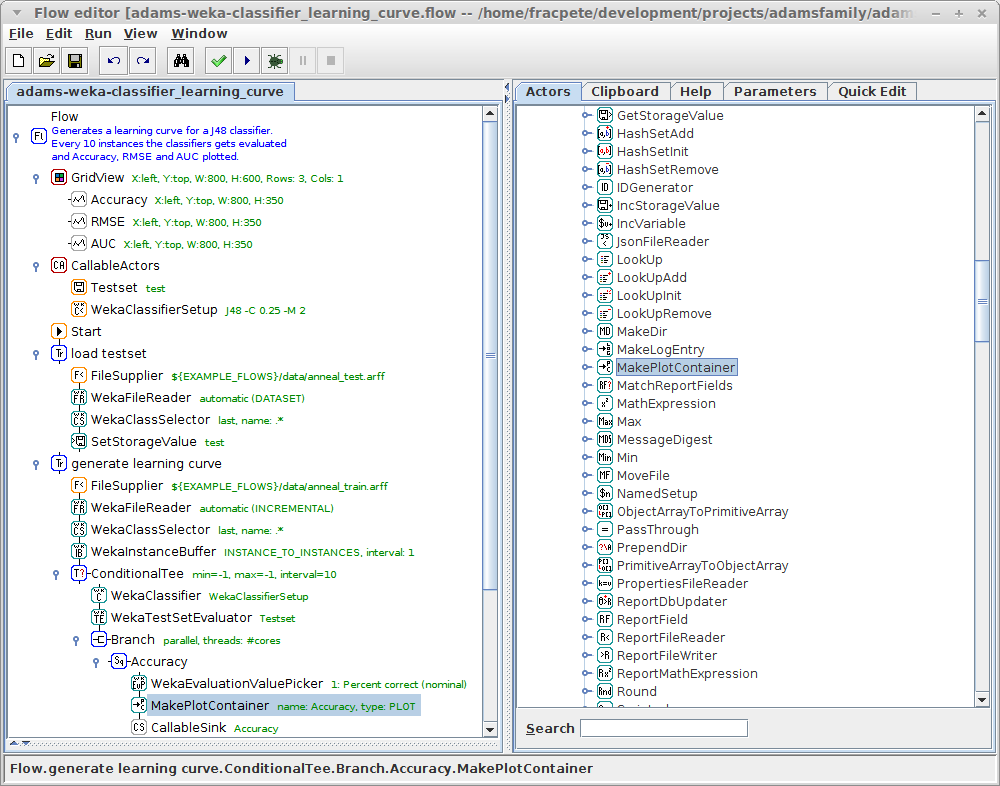 Flow editor [adams-weka-classifier_learning_curve.flow -- /home/fracpete/development/projects/adamsfamily/adam
File Edit Run View Window
adams-weka-classifier_learning_curve
Flow
Generates a learning curve for a J48 classifier.
Every 10 instances the classifiers gets evaluated
and Accuracy, RMSE and AUC plotted.
GridView X:left, Y:top, W:800, H:600, Rows: 3, Cols: 1
Accuracy X:left, Y:top, W:800, H:350
RMSE X:left, Y:top, W:800, H:350
AUC X:left, Y:top, W:800, H:350
CallableActors
Testset test
WekaClassifierSetup J48 -C 0.25 -M 2
Start
load testset
FileSupplier ${EXAMPLE_FLOWS}/data/anneal_test.arff
WekaFileReader automatic (DATASET)
WekaClassSelector last, name: .*
SetStorageValue test
generate learning curve
FileSupplier ${EXAMPLE_FLOWS}/data/anneal_train.arff
WekaFileReader automatic (INCREMENTAL)
WekaClassSelector last, name: .*
WekaInstanceBuffer INSTANCE_TO_INSTANCES, interval: 1
ConditionalTee min=-1, max=-1, interval=10
WekaClassifier WekaClassifierSetup
WekaTestSetEvaluator Testset
Branch parallel, threads: #cores
Accuracy
WekaEvaluationValuePicker 1: Percent correct (nominal)
MakePlotContainer name: Accuracy, type: PLOT
CallableSink Accuracy
Actors Clipboard Help Parameters Quick Edit
GetStorageValue
HashSetAdd
HashSetInit
HashSetRemove
IDGenerator
IncStorageValue
IncVariable
JsonFileReader
LookUp
LookUpAdd
LookUpInit
LookUpRemove
MakeDir
MakeLogEntry
MakePlotContainer
MatchReportFields
MathExpression
Max
MessageDigest
Min
MoveFile
NamedSetup
ObjectArrayToPrimitiveArray
PassThrough
PrependDir
PrimitiveArrayToObjectArray
PropertiesFileReader
ReportDbUpdater
ReportField
ReportFileReader
ReportFileWriter
ReportMathExpression
Round
Search
Flow.generate learning curve.ConditionalTee.Branch.Accuracy.MakePlotContainer